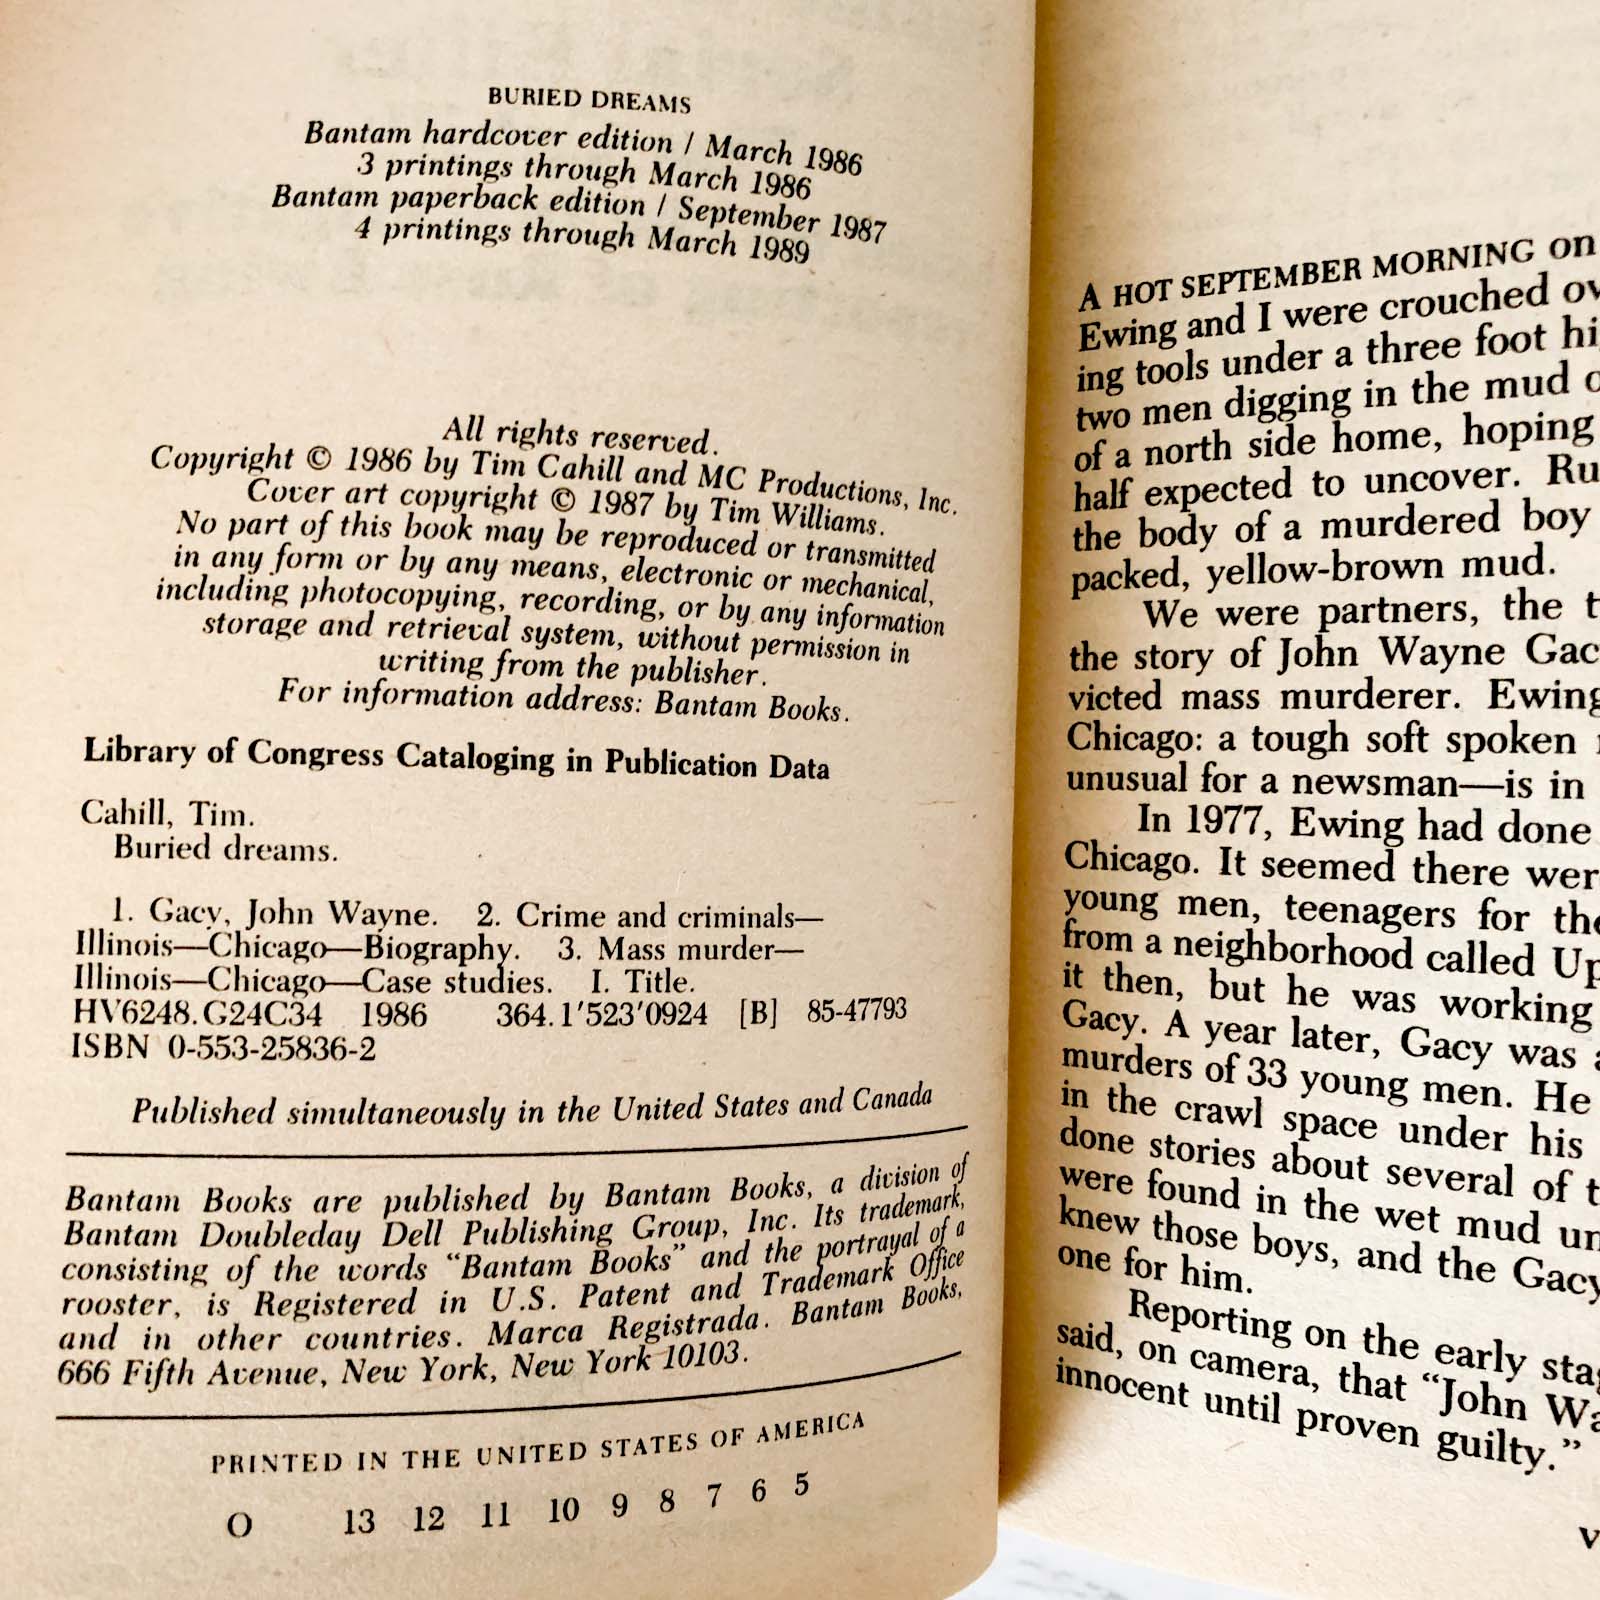 BURIED DREAMS
Bantam hardcover edition / March 1986
3 printings through March 1986
Bantam paperback edition / September 1987
4 printings through March 1989
All rights reserved.
Copyright © 1986 by Tim Cahill and MC Productions, Inc.
Cover art copyright © 1987 by Tim Williams.
No part of this book may be reproduced or transmitted
in any form or by any means, electronic or mechanical,
including photocopying, recording, or by any information
storage and retrieval system, without permission in
writing from the publisher.
For information address: Bantam Books.
Library of Congress Cataloging in Publication Data
Cahill, Tim.
Buried dreams.
1. Gacy, John Wayne. 2. Crime and criminals—
Illinois—Chicago—Biography. 3. Mass murder—
Illinois—Chicago—Case studies. I. Title.
HV6248.G24C34 1986 364.1'523'0924 [B] 85-47793
ISBN 0-553-25836-2
Published simultaneously in the United States and Canada
Bantam Books are published by Bantam Books, a division of
Bantam Doubleday Dell Publishing Group, Inc. Its trademark,
consisting of the words "Bantam Books" and the portrayal of a
rooster, is Registered in U.S. Patent and Trademark Office
and in other countries. Marca Registrada. Bantam Books,
666 Fifth Avenue, New York, New York 10103.
PRINTED IN THE UNITED STATES OF AMERICA
O 13 12 11 10 9 8 7 6 5
A HOT SEPTEMBER MORNING on
Ewing and I were crouched ov
ing tools under a three foot hi
two men digging in the mud o
of a north side home, hoping
half expected to uncover. Ru
the body of a murdered boy
packed, yellow-brown mud.
We were partners, the t
the story of John Wayne Gac
victed mass murderer. Ewing
Chicago: a tough soft spoken
unusual for a newsman—is in
In 1977, Ewing had done
Chicago. It seemed there wer
young men, teenagers for the
from a neighborhood called Up
it then, but he was working
Gacy. A year later, Gacy was a
murders of 33 young men. He
in the crawl space under his
done stories about several of t
were found in the wet mud un
knew those boys, and the Gacy
one for him.
Reporting on the early stag
said, on camera, that "John Wa
innocent until proven guilty."
v